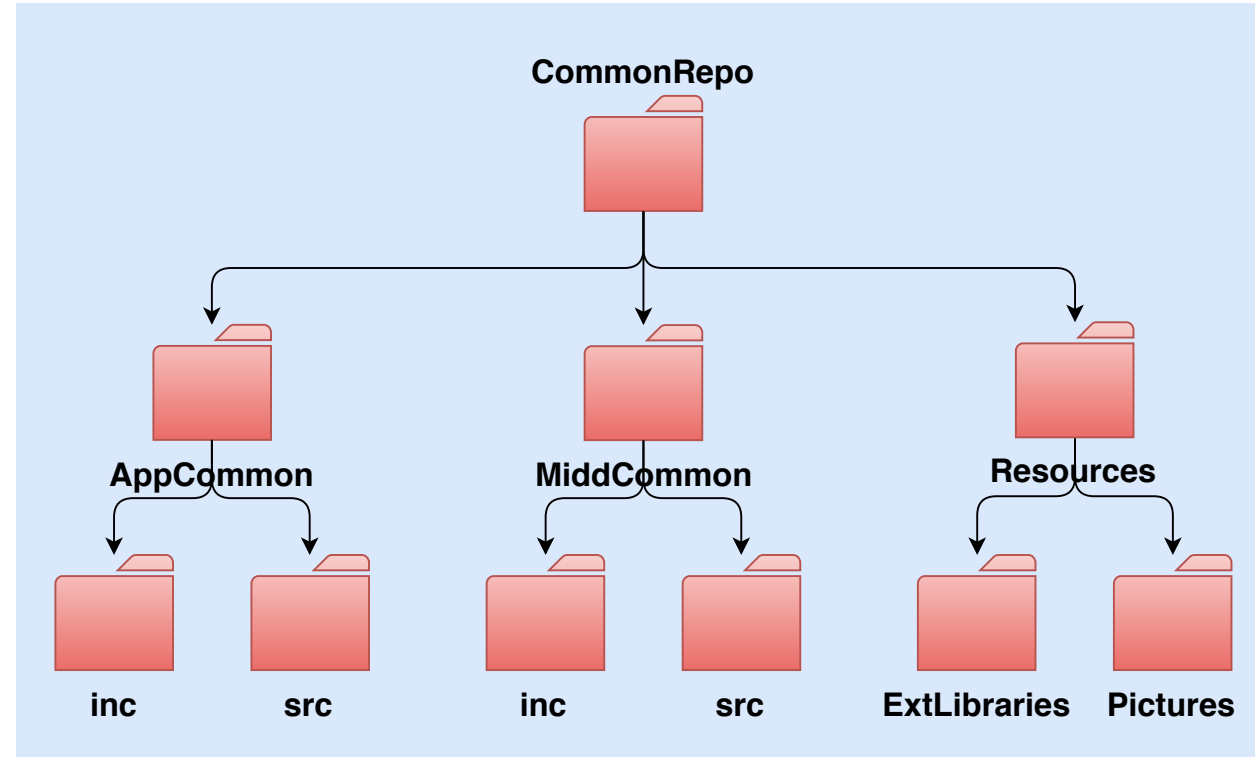 CommonRepo
AppCommon
MiddCommon
Resources
inc
src
inc
src
ExtLibraries
Pictures